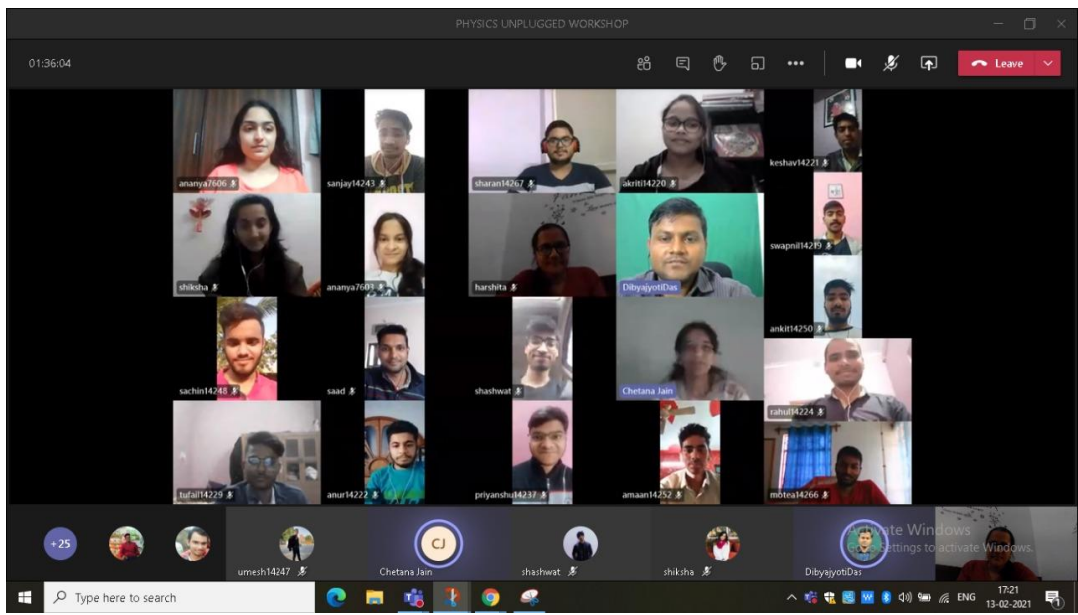 PHYSICS UNPLUGGED WORKSHOP
01:36:04
Leave
ananya7606
sanjay14243
sharan14267
akriti14220
keshav14221
swapnil14219
shiksha
ananya7603
harshita
DibyajyotiDas
ankit14250
sachin14248
saad
shashwat
Chetana Jain
rahul14224
tufail14229
anur14222
priyanshu14237
amaan14252
motea14266
+25
umesh14247
CJ
Chetana Jain
shashwat
shiksha
DibyajyotiDas
Activate Windows
Go to Settings to activate Windows.
Type here to search
ENG
17:21
13-02-2021